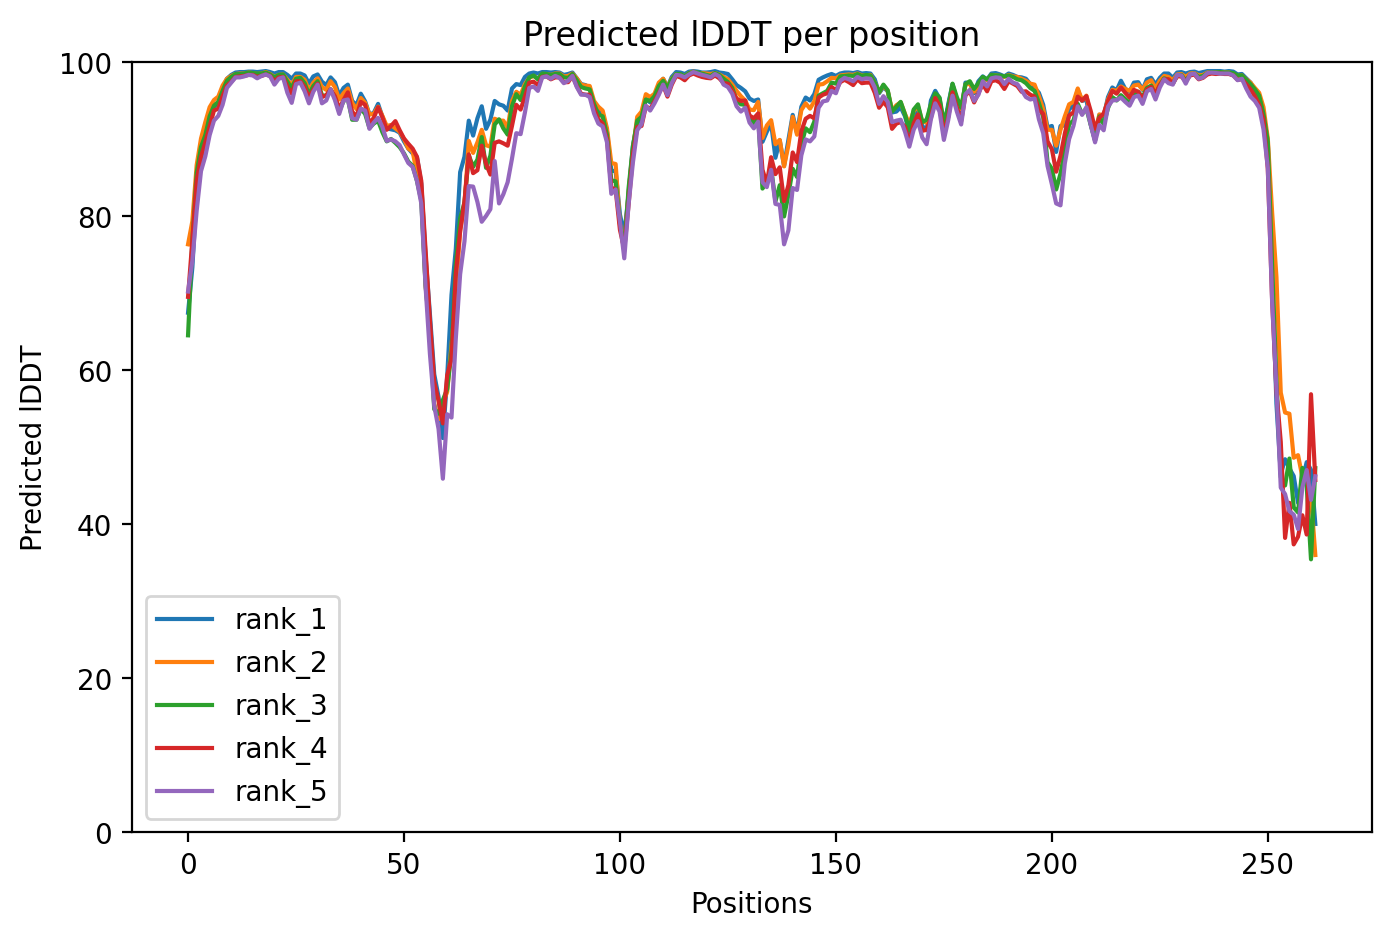 Predicted lDDT per position
100
80
60
40
20
0
Predicted lDDT
rank_1
rank_2
rank_3
rank_4
rank_5
0 50 100 150 200 250
Positions